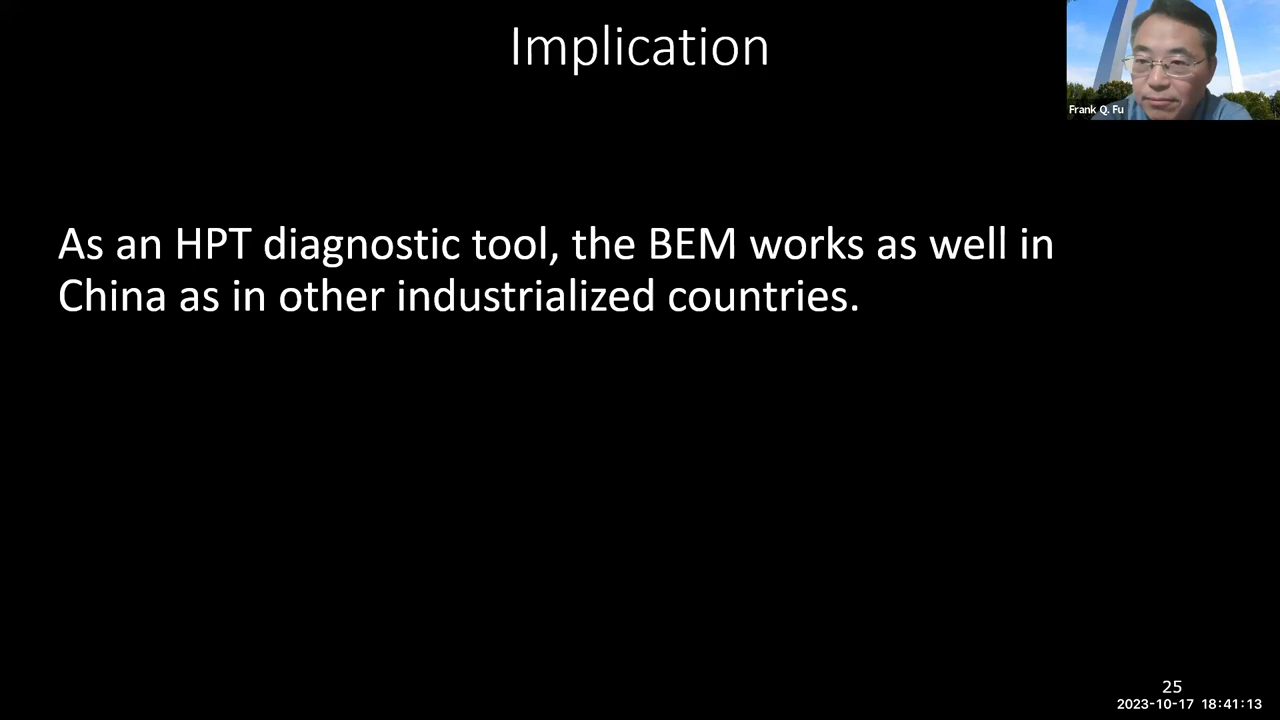 Implication
Frank Q. Fu
As an HPT diagnostic tool, the BEM works as well in
China as in other industrialized countries.
25
2023-10-17 18:41:13